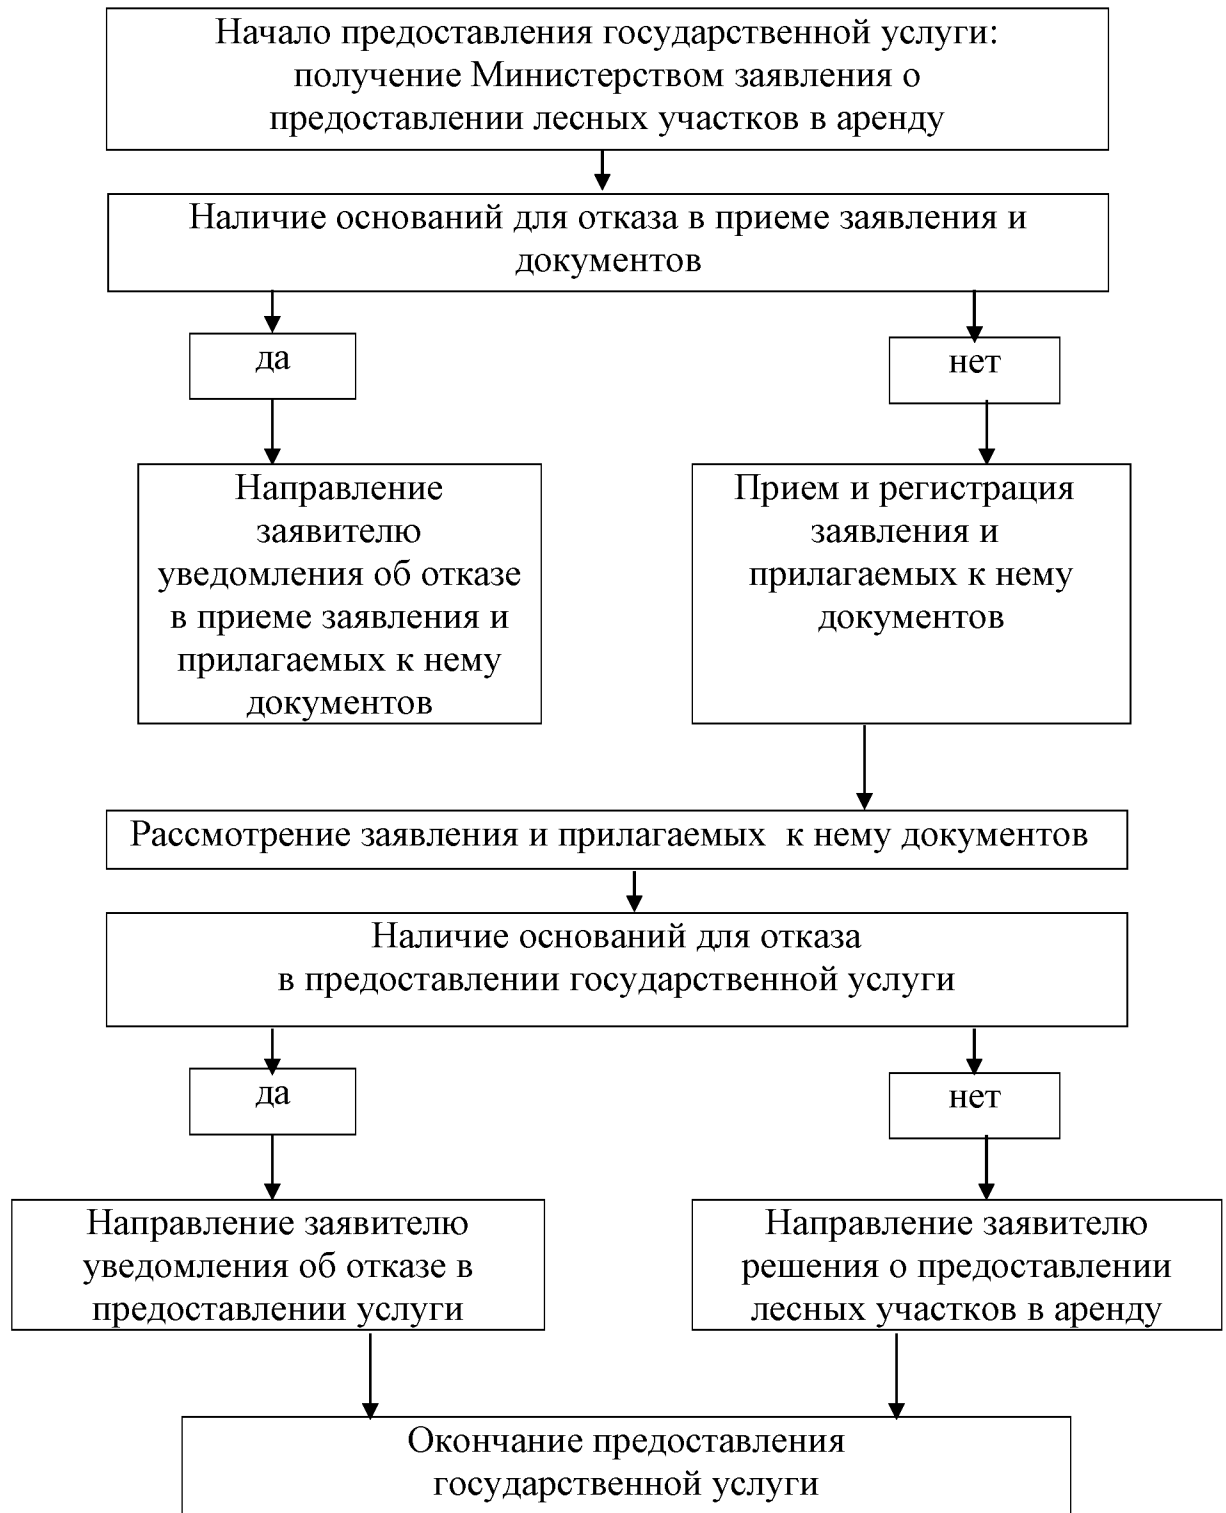 Начало предоставления государственной услуги:
получение Министерством заявления о
предоставлении лесных участков в аренду
Наличие оснований для отказа в приеме заявления и
документов
да
нет
Направление
заявителю
уведомления об отказе
в приеме заявления и
прилагаемых к нему
документов
Прием и регистрация
заявления и
прилагаемых к нему
документов
Рассмотрение заявления и прилагаемых  к нему документов
Наличие оснований для отказа
в предоставлении государственной услуги
да
нет
Направление заявителю
уведомления об отказе в
предоставлении услуги
Направление заявителю
решения о предоставлении
лесных участков в аренду
Окончание предоставления
государственной услуги